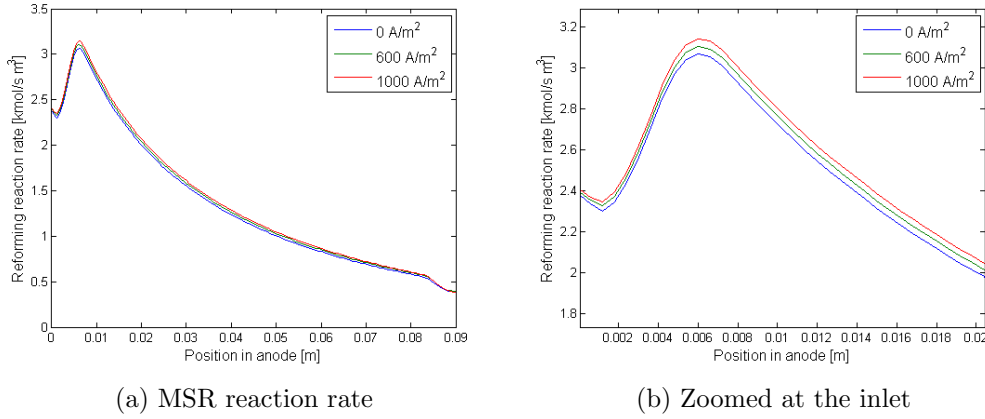 3.5
3
2.5
2
1.5
1
0.5
0
Reforming reaction rate [kmol/s m³]
0 A/m²
600 A/m²
1000 A/m²
0 0.01 0.02 0.03 0.04 0.05 0.06 0.07 0.08 0.09
Position in anode [m]
(a) MSR reaction rate
3.2
3
2.8
2.6
2.4
2.2
2
1.8
Reforming reaction rate [kmol/s m³]
0 A/m²
600 A/m²
1000 A/m²
0.002 0.004 0.006 0.008 0.01 0.012 0.014 0.016 0.018 0.02
Position in anode [m]
(b) Zoomed at the inlet